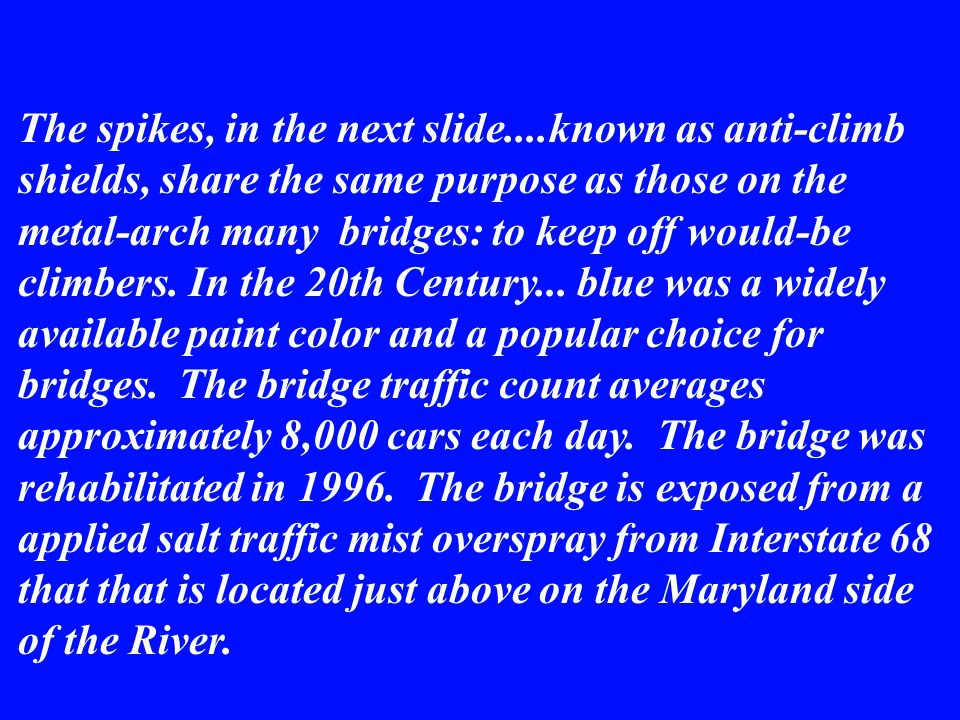 The spikes, in the next slide....known as anti-climb
shields, share the same purpose as those on the
metal-arch many  bridges: to keep off would-be
climbers. In the 20th Century... blue was a widely
available paint color and a popular choice for
bridges.  The bridge traffic count averages
approximately 8,000 cars each day.  The bridge was
rehabilitated in 1996.  The bridge is exposed from a
applied salt traffic mist overspray from Interstate 68
that that is located just above on the Maryland side
of the River.